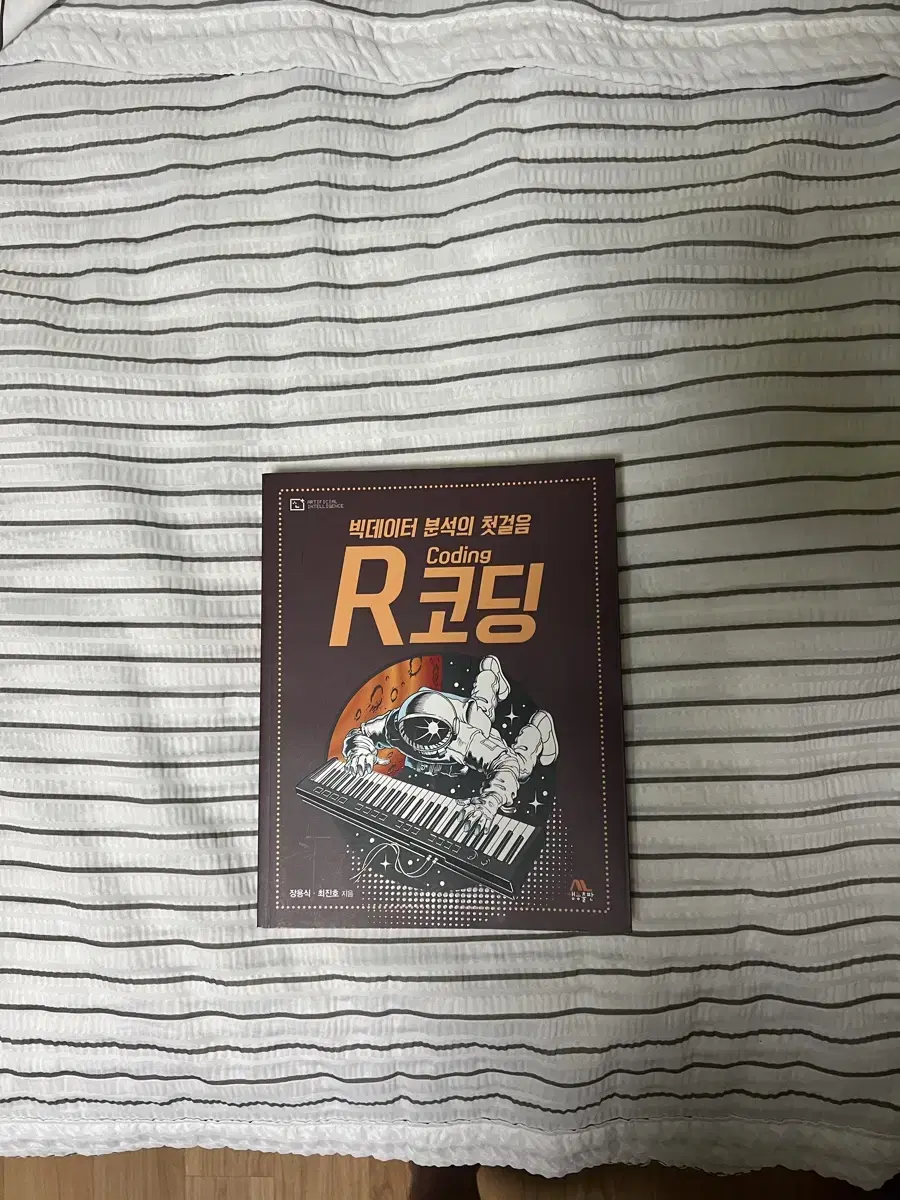 ARTIFICIAL
INTELLIGENCE
빅데이터 분석의 첫걸음
Coding
R코딩
장용식 · 최진호 지음